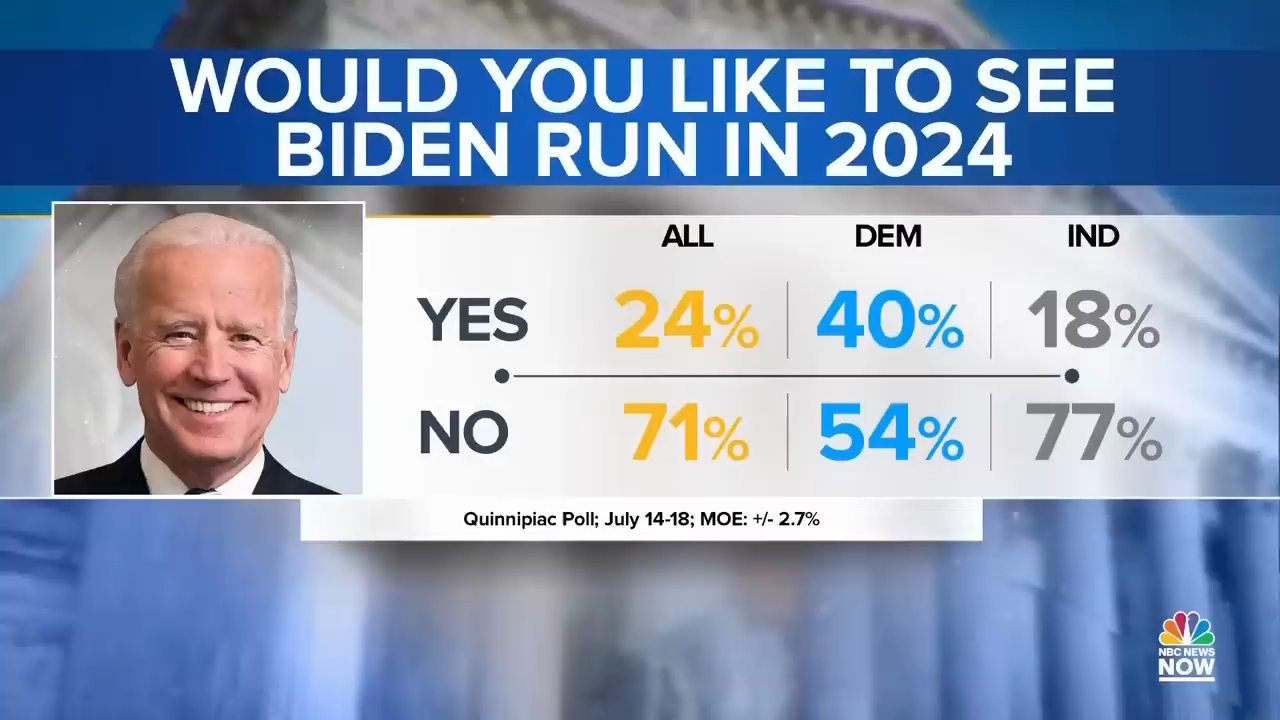 WOULD YOU LIKE TO SEE
BIDEN RUN IN 2024
ALL DEM IND
YES 24% 40% 18%
NO 71% 54% 77%
Quinnipiac Poll; July 14-18; MOE: +/- 2.7%
NBC NEWS
NOW